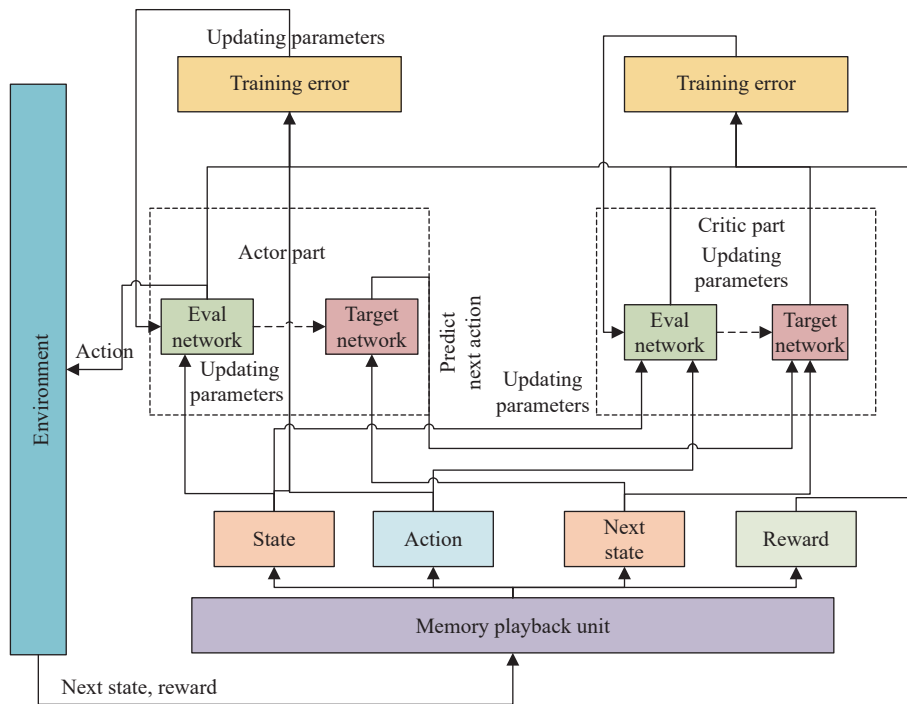 Updating parameters
Training error
Training error
Critic part
Actor part
Updating
parameters
Eval
network
Target
network
Eval
network
Target
network
Predict
next action
Action
Updating
parameters
Updating
parameters
Environment
State
Action
Next
state
Reward
Memory playback unit
Next state, reward